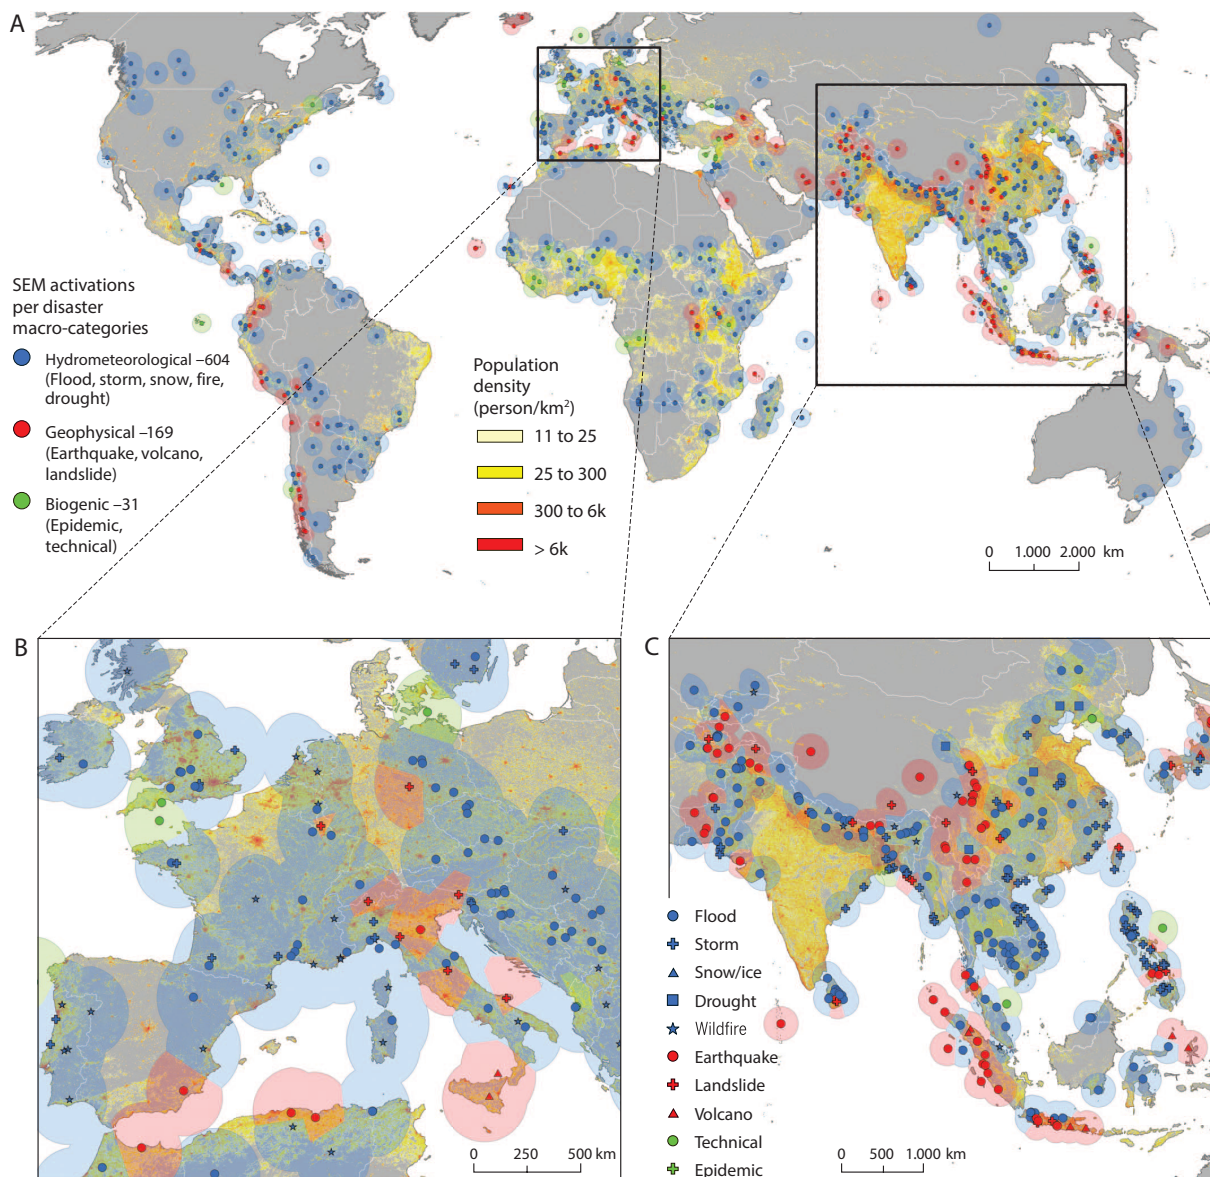 A
SEM activations
per disaster
macro-categories
Hydrometeorological –604
(Flood, storm, snow, fire,
drought)
Geophysical –169
(Earthquake, volcano,
landslide)
Biogenic –31
(Epidemic,
technical)
Population
density
(person/km²)
11 to 25
25 to 300
300 to 6k
> 6k
0 1.000 2.000 km
B
0 250 500 km
C
Flood
Storm
Snow/ice
Drought
Wildfire
Earthquake
Landslide
Volcano
Technical
Epidemic
0 500 1.000 km